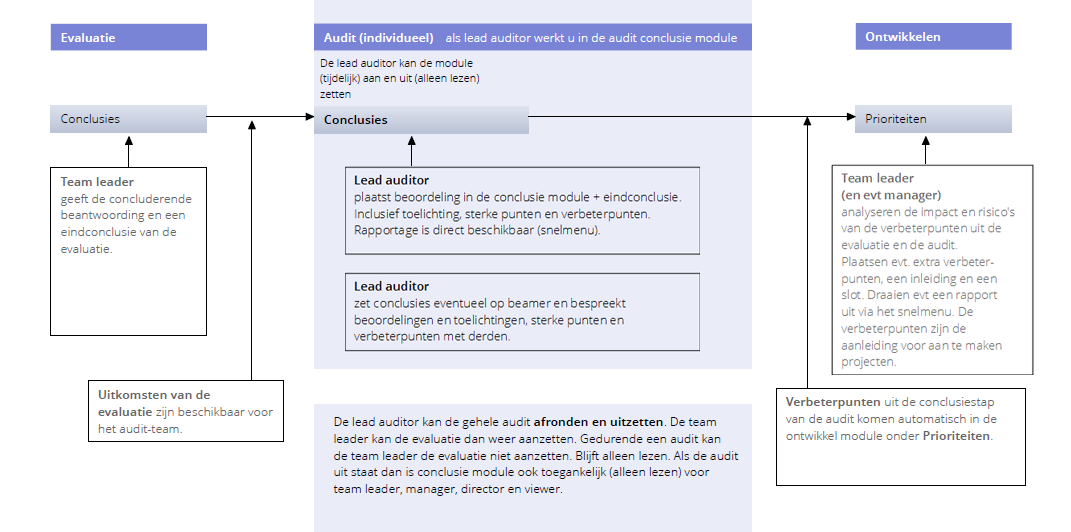 Evaluatie
Audit (individueel) als lead auditor werkt u in de audit conclusie module
Ontwikkelen
De lead auditor kan de module
(tijdelijk) aan en uit (alleen lezen)
zetten
Conclusies
Conclusies
Prioriteiten
Team leader
geeft de concluderende
beantwoording en een
eindconclusie van de
evaluatie.
Lead auditor
plaatst beoordeling in de conclusie module + eindconclusie.
Inclusief toelichting, sterke punten en verbeterpunten.
Rapportage is direct beschikbaar (snelmenu).
Lead auditor
zet conclusies eventueel op beamer en bespreekt
beoordelingen en toelichtingen, sterke punten en
verbeterpunten met derden.
Team leader
(en evt manager)
analyseren de impact en risico's
van de verbeterpunten uit de
evaluatie en de audit.
Plaatsen evt. extra verbeter-
punten, een inleiding en een
slot. Draaien evt een rapport
uit via het snelmenu. De
verbeterpunten zijn de
aanleiding voor aan te maken
projecten.
Uitkomsten van de
evaluatie zijn beschikbaar voor
het audit-team.
De lead auditor kan de gehele audit afronden en uitzetten. De team
leader kan de evaluatie dan weer aanzetten. Gedurende een audit kan
de team leader de evaluatie niet aanzetten. Blijft alleen lezen. Als de audit
uit staat dan is conclusie module ook toegankelijk (alleen lezen) voor
team leader, manager, director en viewer.
Verbeterpunten uit de conclusiestap
van de audit komen automatisch in de
ontwikkel module onder Prioriteiten.